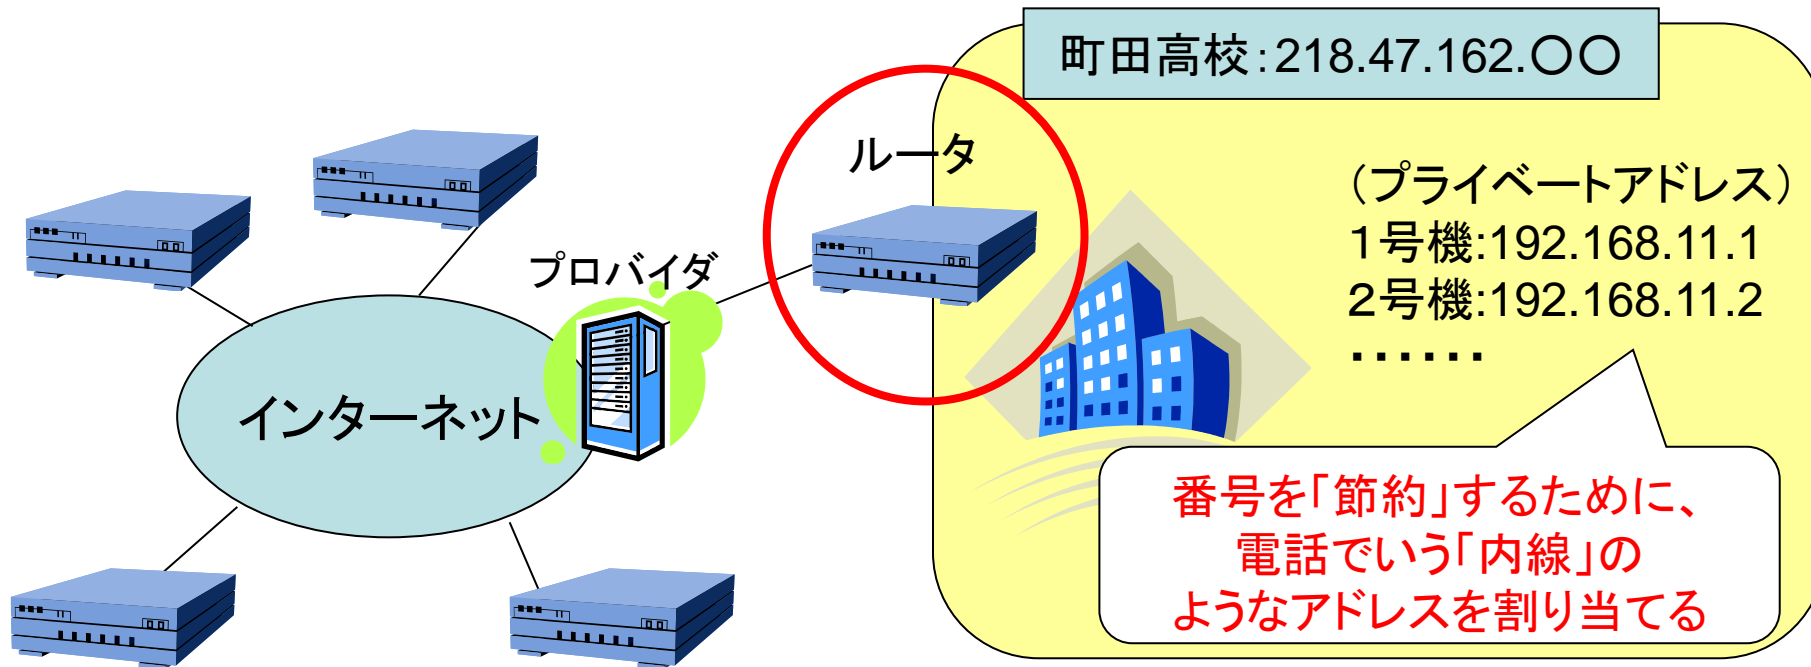 町田高校：218.47.162.〇〇
ルータ
（プライベートアドレス）
１号機:192.168.11.1
２号機:192.168.11.2
・・・・・・
プロバイダ
インターネット
番号を「節約」するために、
電話でいう「内線」の
ようなアドレスを割り当てる